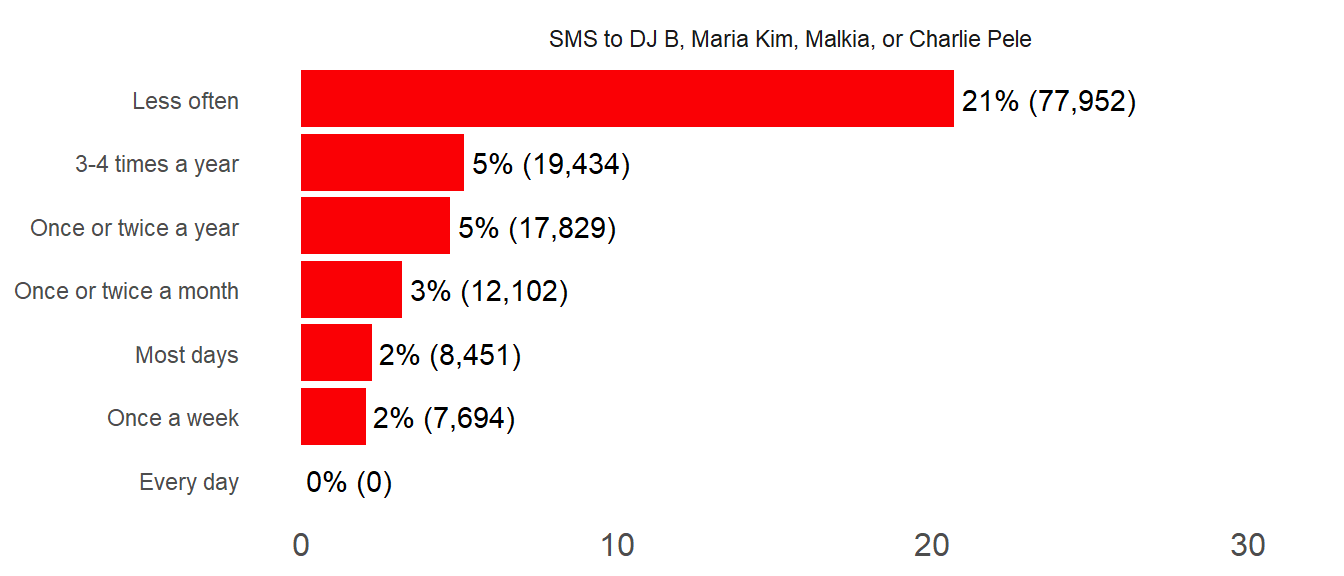 SMS to DJ B, Maria Kim, Malkia, or Charlie Pele
Less often 21% (77,952)
3-4 times a year 5% (19,434)
Once or twice a year 5% (17,829)
Once or twice a month 3% (12,102)
Most days 2% (8,451)
Once a week 2% (7,694)
Every day 0% (0)
0 10 20 30